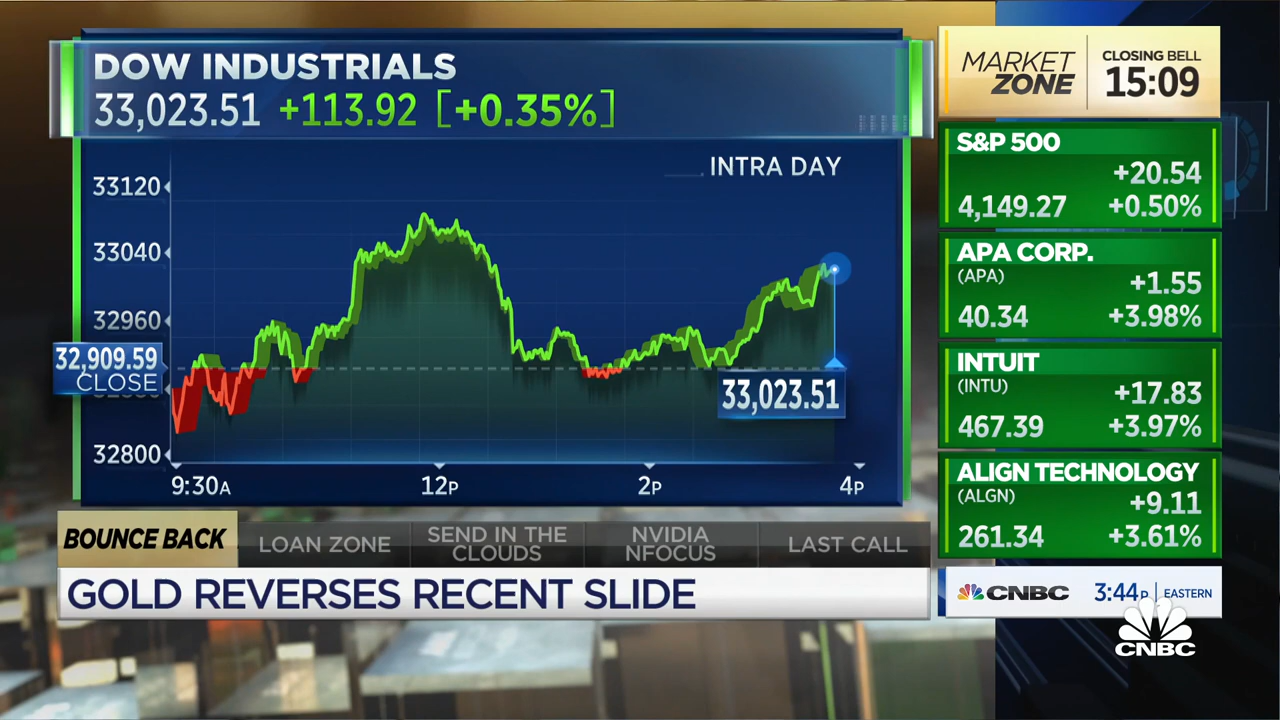 DOW INDUSTRIALS
33,023.51 +113.92 [+0.35%]
INTRA DAY
33120
33040
32960
32,909.59
CLOSE
32800
33,023.51
9:30A
12P
2P
4P
MARKET
ZONE
CLOSING BELL
15:09
S&P 500
+20.54
4,149.27 +0.50%
APA CORP.
(APA)
+1.55
40.34 +3.98%
INTUIT
(INTU)
+17.83
467.39 +3.97%
ALIGN TECHNOLOGY
(ALGN)
+9.11
261.34 +3.61%
BOUNCE BACK
LOAN ZONE
SEND IN THE
CLOUDS
NVIDIA
NFOCUS
LAST CALL
GOLD REVERSES RECENT SLIDE
CNBC 3:44P EASTERN
CNBC